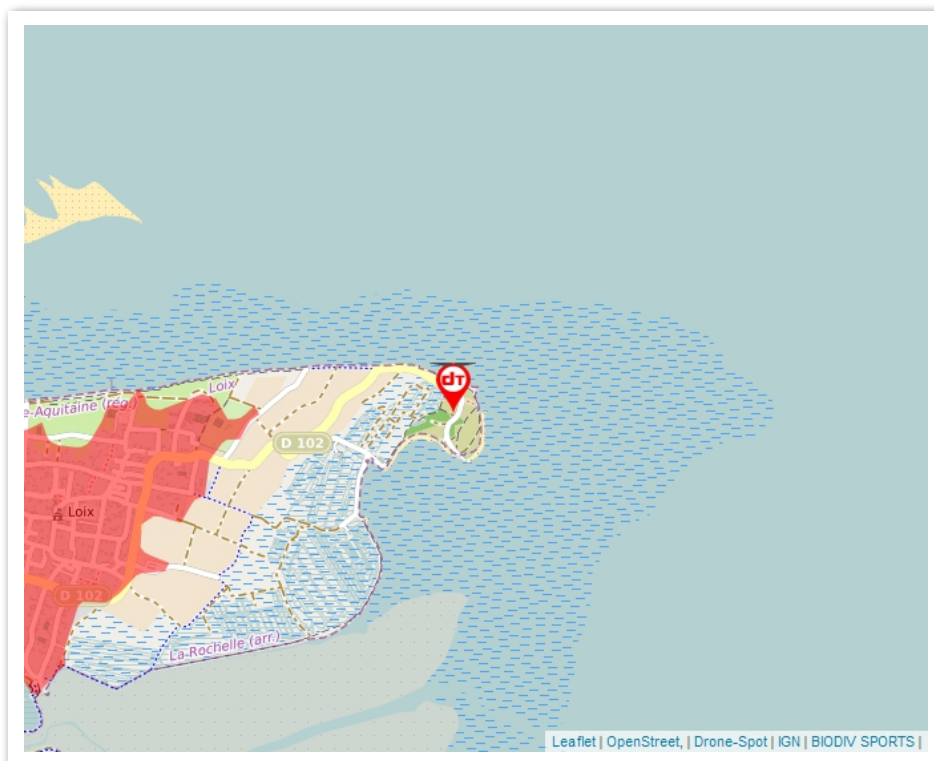 dT
Loix
e-Aquitaine (rég.)
D 102
Loix
D 102
La Rochelle (arr.)
Leaflet | OpenStreet, | Drone-Spot | IGN | BIODIV SPORTS |